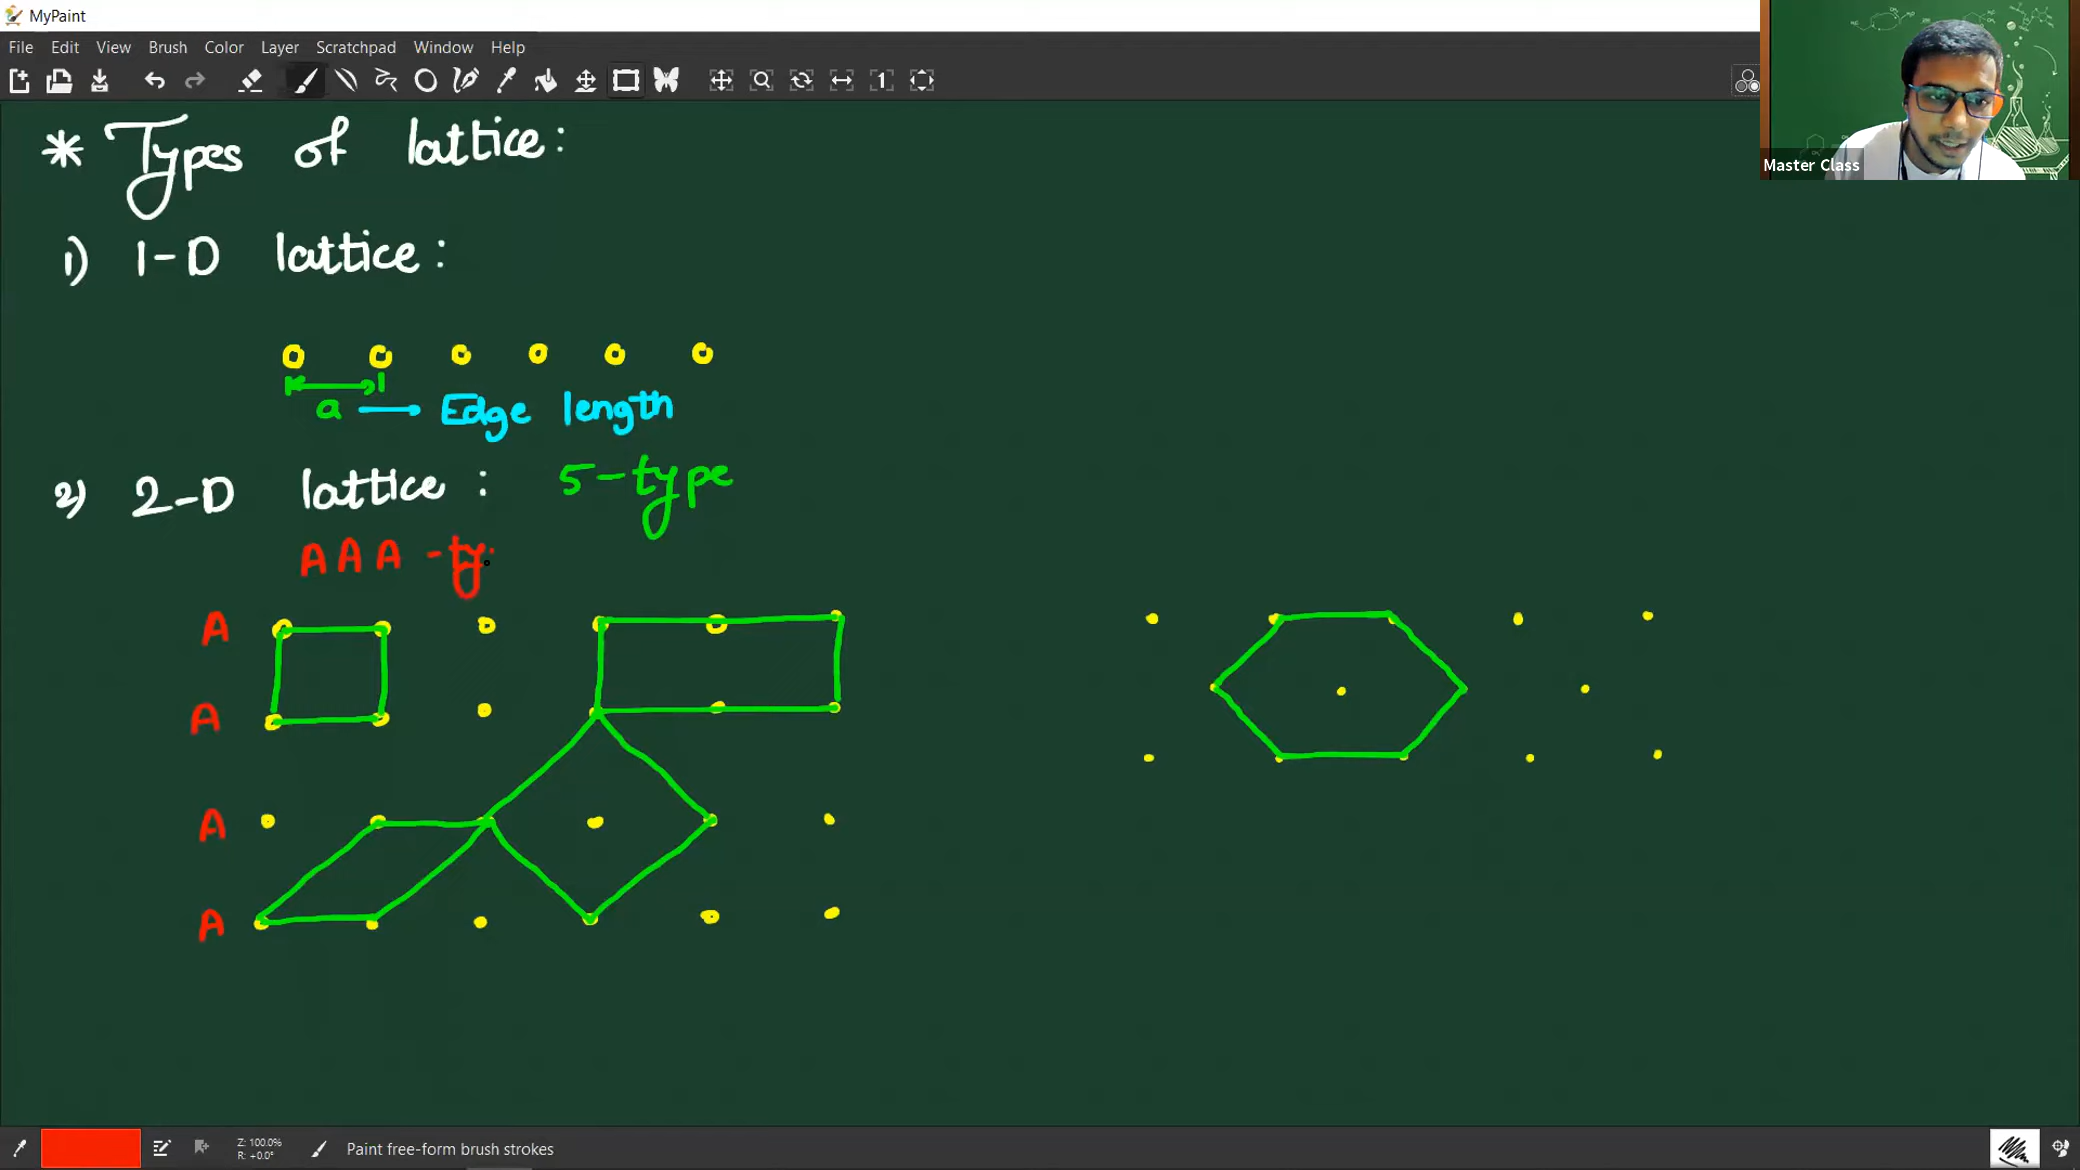 MyPaint
File Edit View Brush Color Layer Scratchpad Window Help
Master Class
* Types of lattice:
1) 1-D lattice:
a → Edge length
2) 2-D lattice : 5-type
A A A - ty
A
A
A
A
Z: 100.0%
R: +0.0°
Paint free-form brush strokes